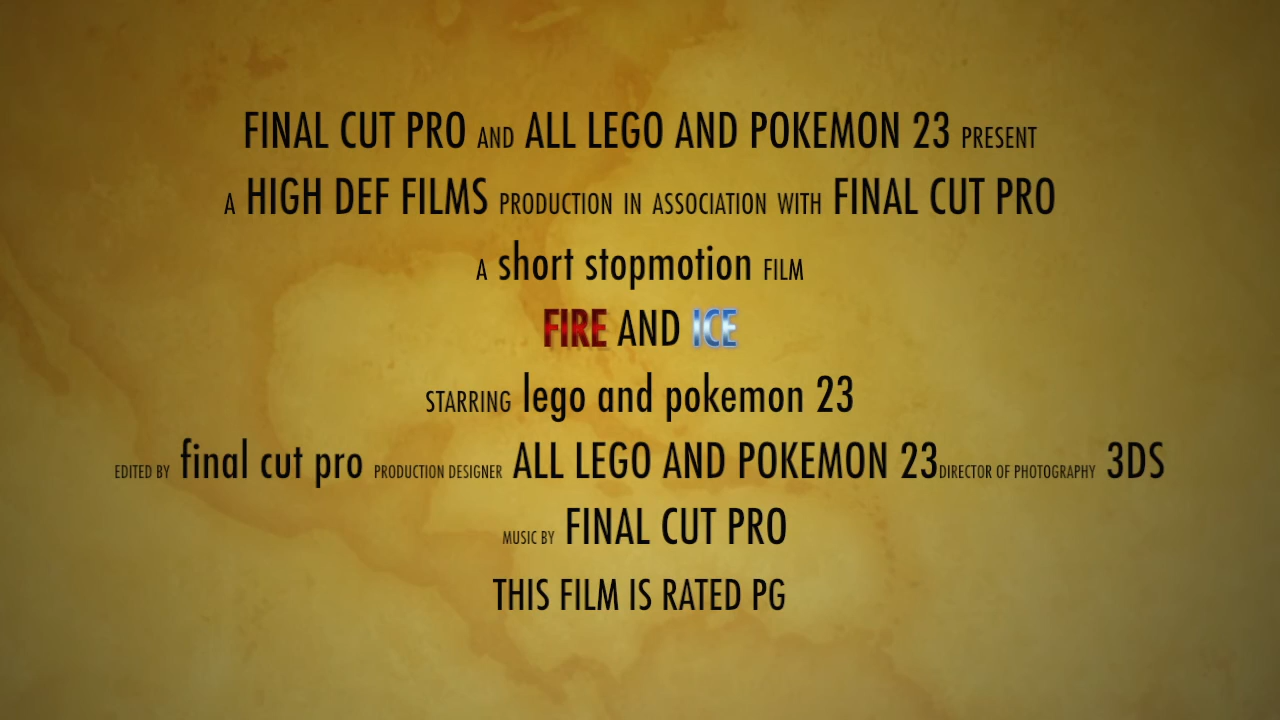 FINAL CUT PRO AND ALL LEGO AND POKEMON 23 PRESENT
A HIGH DEF FILMS PRODUCTION IN ASSOCIATION WITH FINAL CUT PRO
A short stopmotion FILM
FIRE AND ICE
STARRING lego and pokemon 23
EDITED BY final cut pro PRODUCTION DESIGNER ALL LEGO AND POKEMON 23 DIRECTOR OF PHOTOGRAPHY 3DS
MUSIC BY FINAL CUT PRO
THIS FILM IS RATED PG